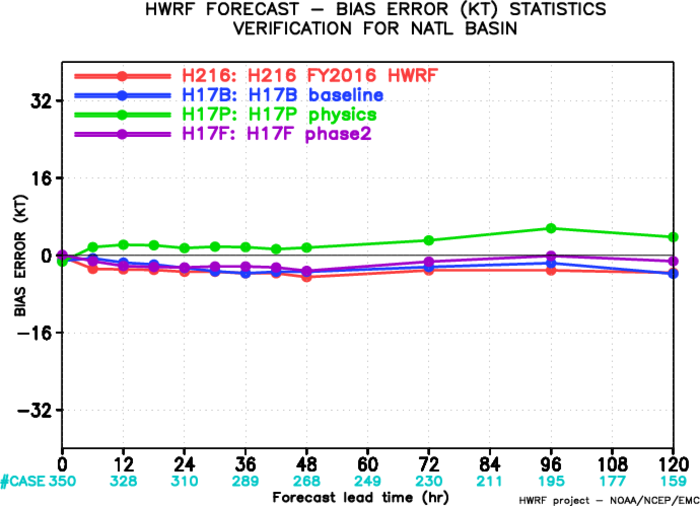 HWRF FORECAST – BIAS ERROR (KT) STATISTICS
VERIFICATION FOR NATL BASIN
H216: H216 FY2016 HWRF
H17B: H17B baseline
H17P: H17P physics
H17F: H17F phase2
BIAS ERROR (KT)
32
16
0
−16
−32
0 12 24 36 48 60 72 84 96 108 120
#CASE 350 328 310 289 268 249 230 211 195 177 159
Forecast lead time (hr)
HWRF project – NOAA/NCEP/EMC